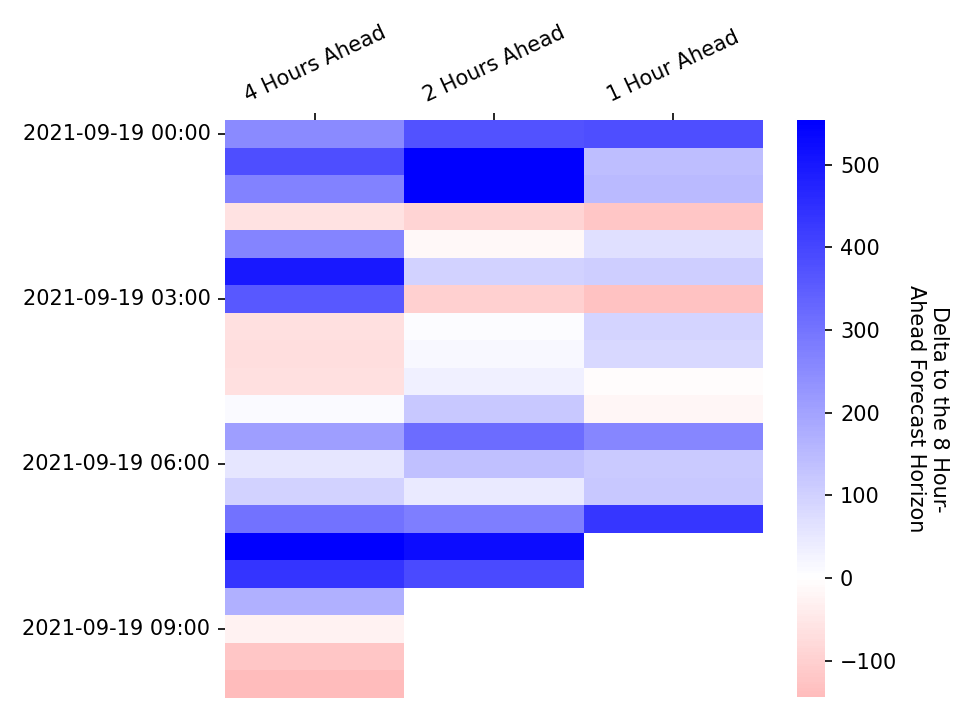 4 Hours Ahead
2 Hours Ahead
1 Hour Ahead
2021-09-19 00:00
2021-09-19 03:00
2021-09-19 06:00
2021-09-19 09:00
500
400
300
200
100
0
−100
Delta to the 8 Hour-
Ahead Forecast Horizon